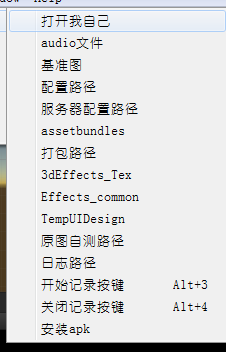 Help
打开我自己
audio文件
基准图
配置路径
服务器配置路径
assetbundles
打包路径
3dEffects_Tex
Effects_common
TempUIDesign
原图自测路径
日志路径
开始记录按键 Alt+3
关闭记录按键 Alt+4
安装apk